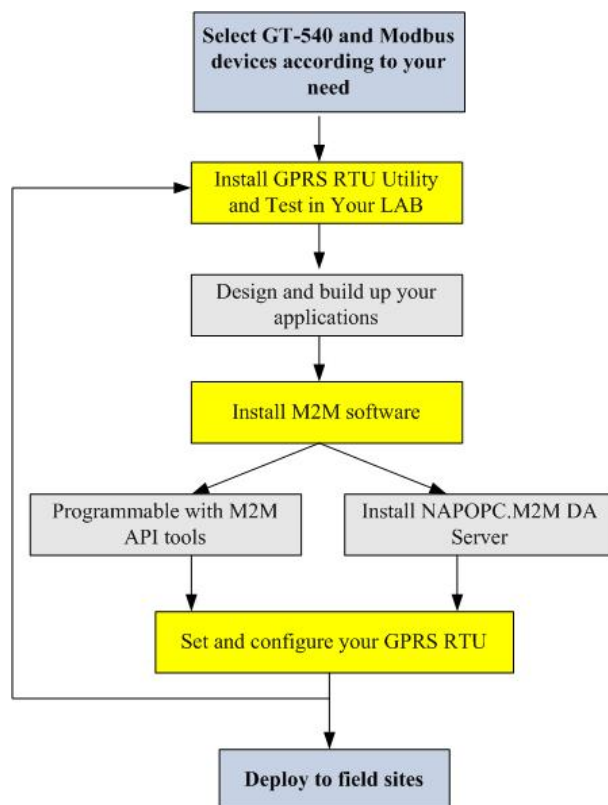 Select GT-540 and Modbus
devices according to your
need
Install GPRS RTU Utility
and Test in Your LAB
Design and build up your
applications
Install M2M software
Programmable with M2M
API tools
Install NAPOPC.M2M DA
Server
Set and configure your GPRS RTU
Deploy to field sites